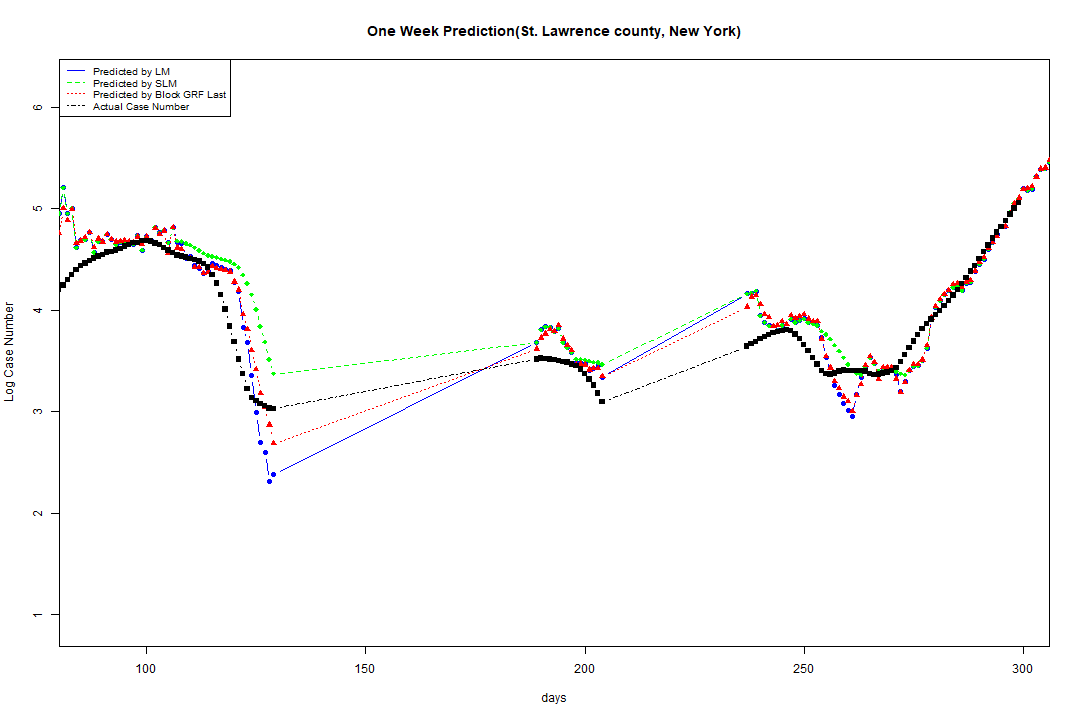 One Week Prediction(St. Lawrence county, New York)
Predicted by LM
Predicted by SLM
Predicted by Block GRF Last
Actual Case Number
6
5
4
3
2
1
Log Case Number
100 150 200 250 300
days